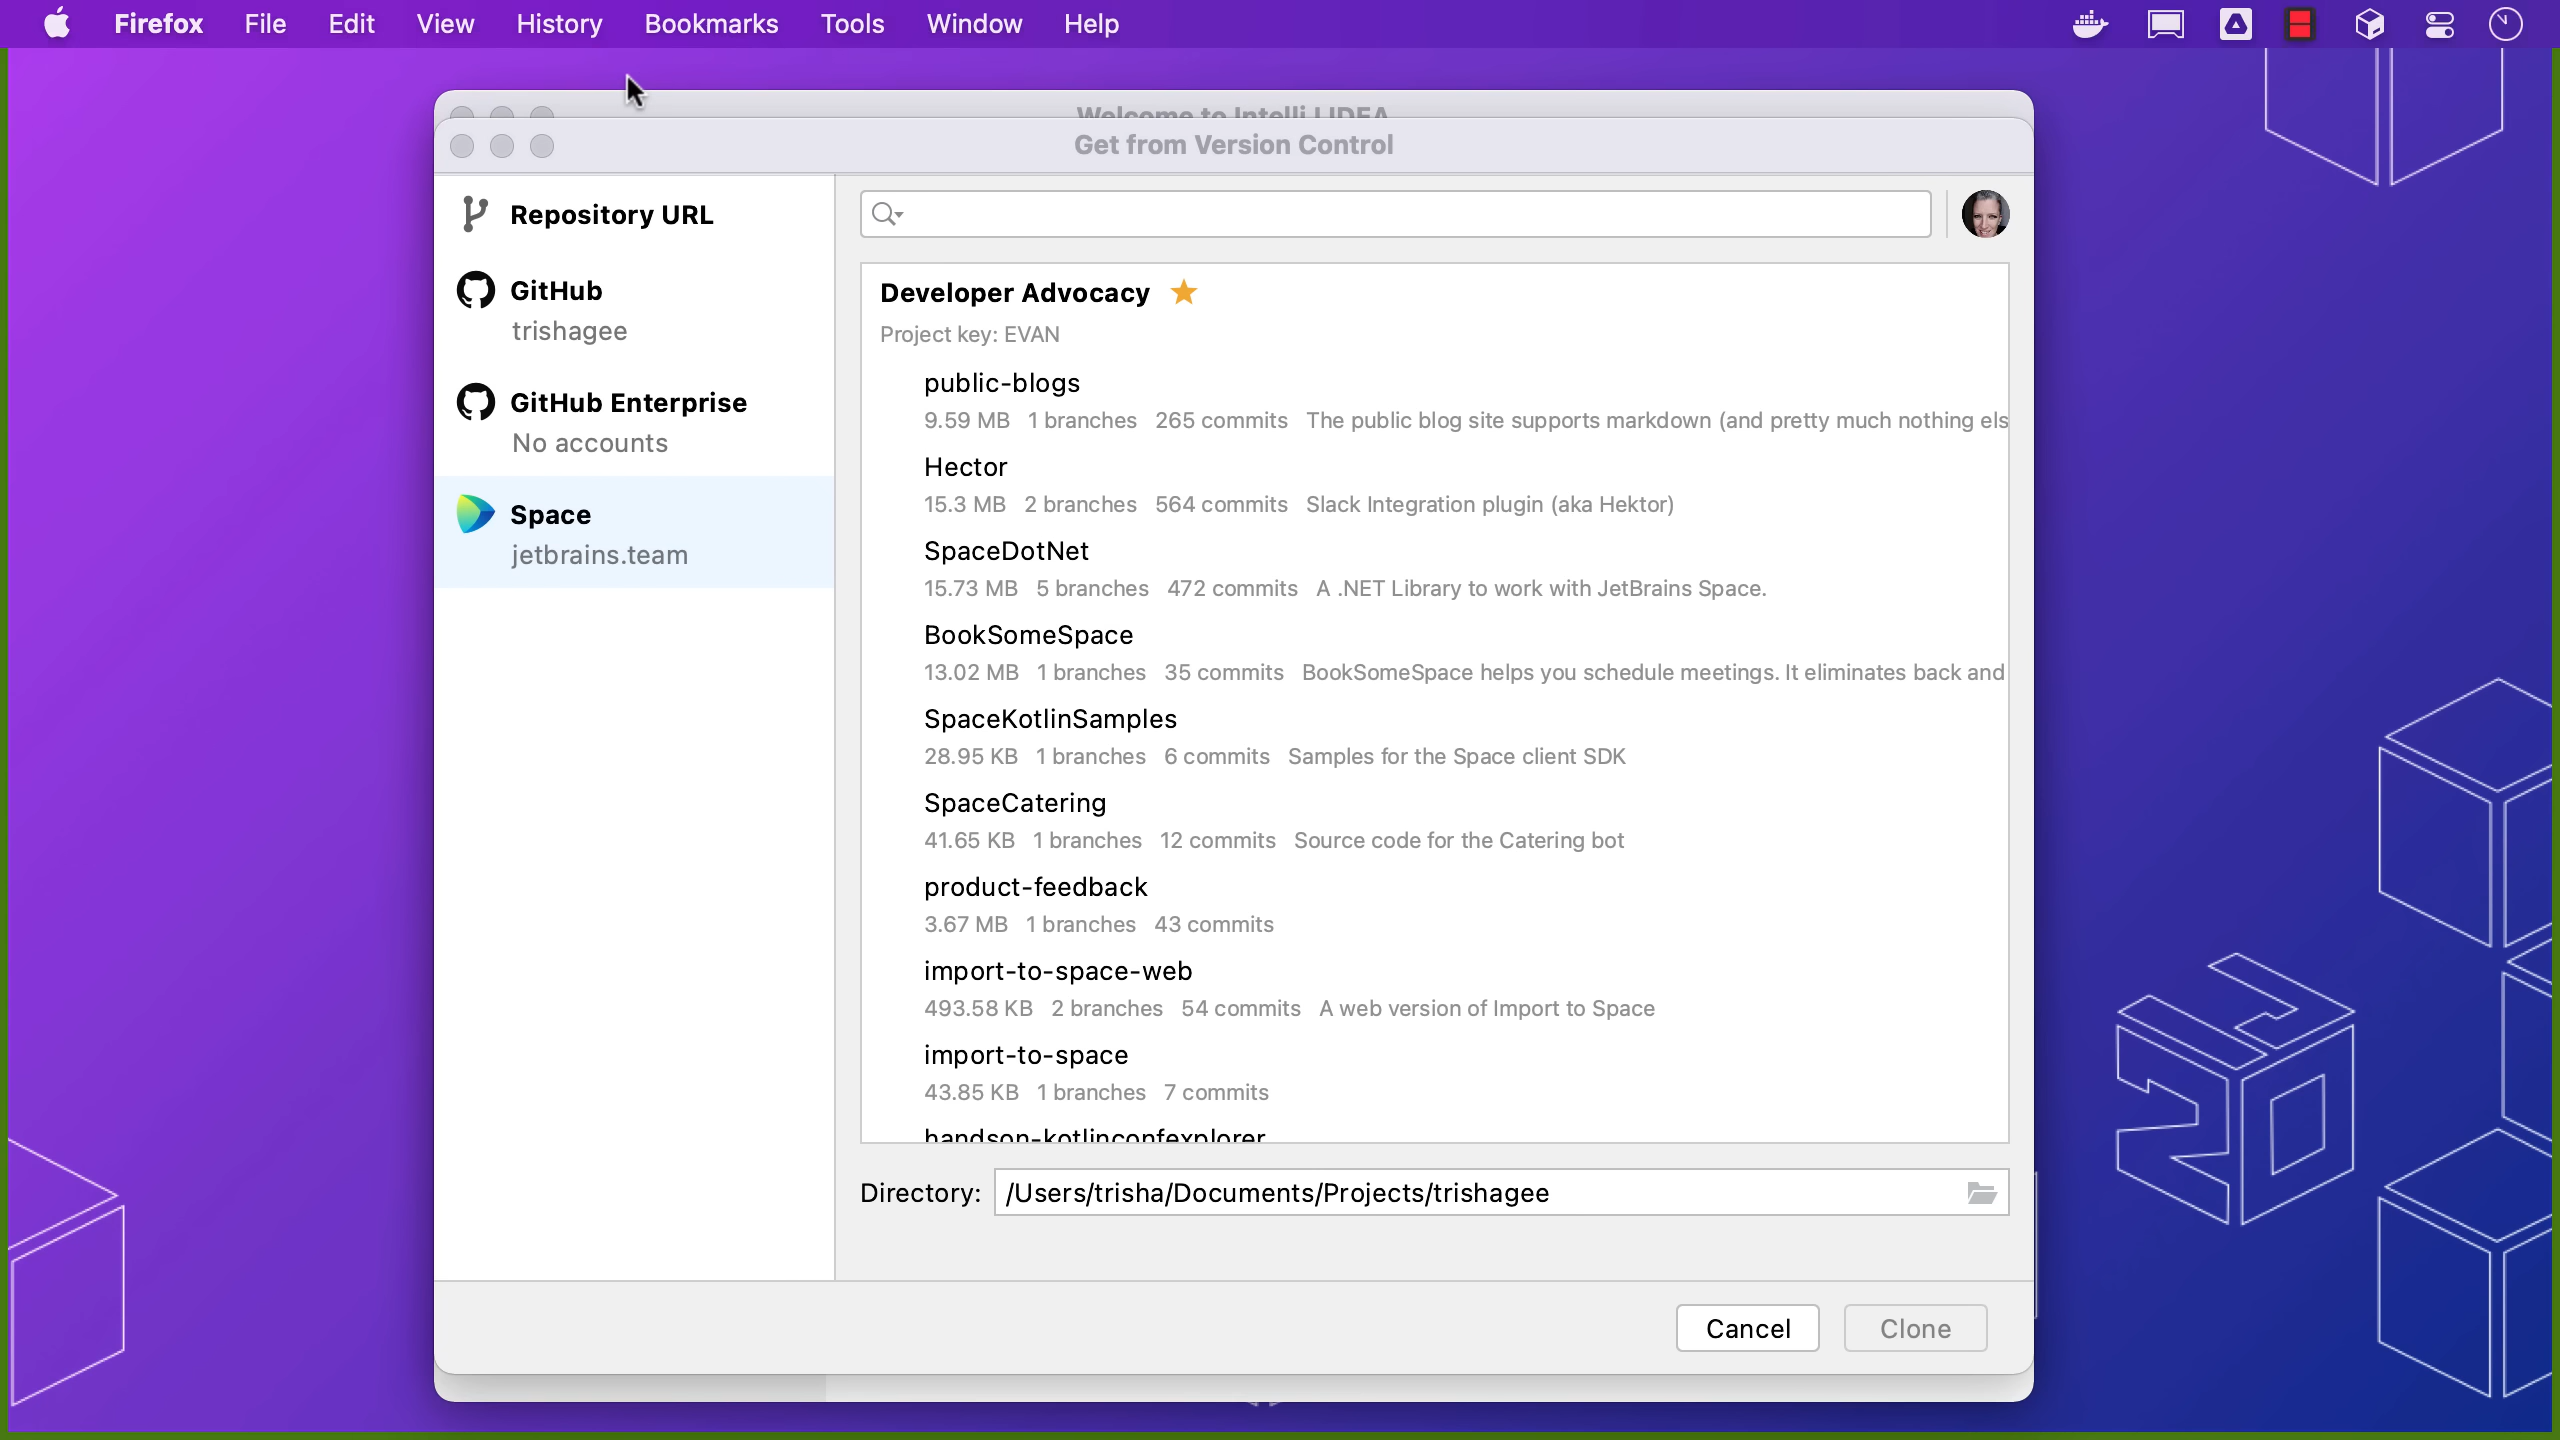 Firefox File Edit View History Bookmarks Tools Window Help
Welcome to IntelliJ IDEA
Get from Version Control
Repository URL
GitHub
trishagee
GitHub Enterprise
No accounts
Space
jetbrains.team
Developer Advocacy
Project key: EVAN
public-blogs
9.59 MB 1 branches 265 commits The public blog site supports markdown (and pretty much nothing els
Hector
15.3 MB 2 branches 564 commits Slack Integration plugin (aka Hektor)
SpaceDotNet
15.73 MB 5 branches 472 commits A .NET Library to work with JetBrains Space.
BookSomeSpace
13.02 MB 1 branches 35 commits BookSomeSpace helps you schedule meetings. It eliminates back and
SpaceKotlinSamples
28.95 KB 1 branches 6 commits Samples for the Space client SDK
SpaceCatering
41.65 KB 1 branches 12 commits Source code for the Catering bot
product-feedback
3.67 MB 1 branches 43 commits
import-to-space-web
493.58 KB 2 branches 54 commits A web version of Import to Space
import-to-space
43.85 KB 1 branches 7 commits
handson-kotlinconfexplorer
Directory: /Users/trisha/Documents/Projects/trishagee
Cancel Clone
IJ
20